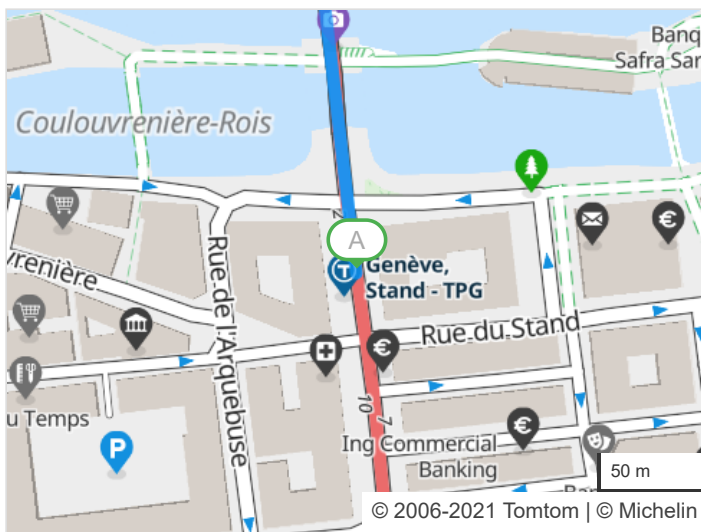 Banq
Safra Sar
Coulouvrenière-Rois
A
Genève,
Stand - TPG
T
vrenière
Rue de l'Arquebuse
Rue du Stand
7
10
u Temps
P
Ing Commercial
Banking
50 m
© 2006-2021 Tomtom | © Michelin